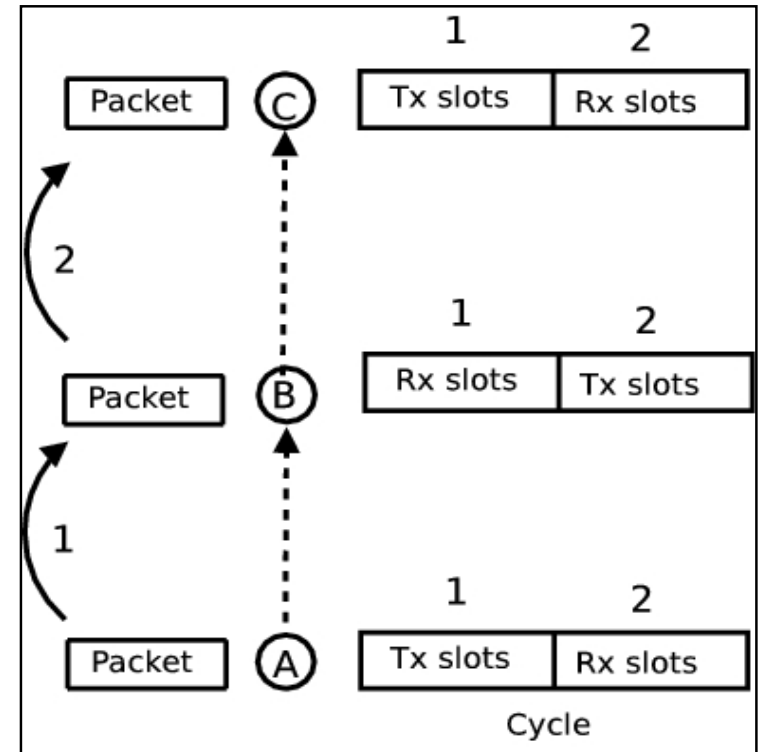 1 2
Packet C Tx slots Rx slots
2
1 2
Packet B Rx slots Tx slots
1
1 2
Packet A Tx slots Rx slots
Cycle